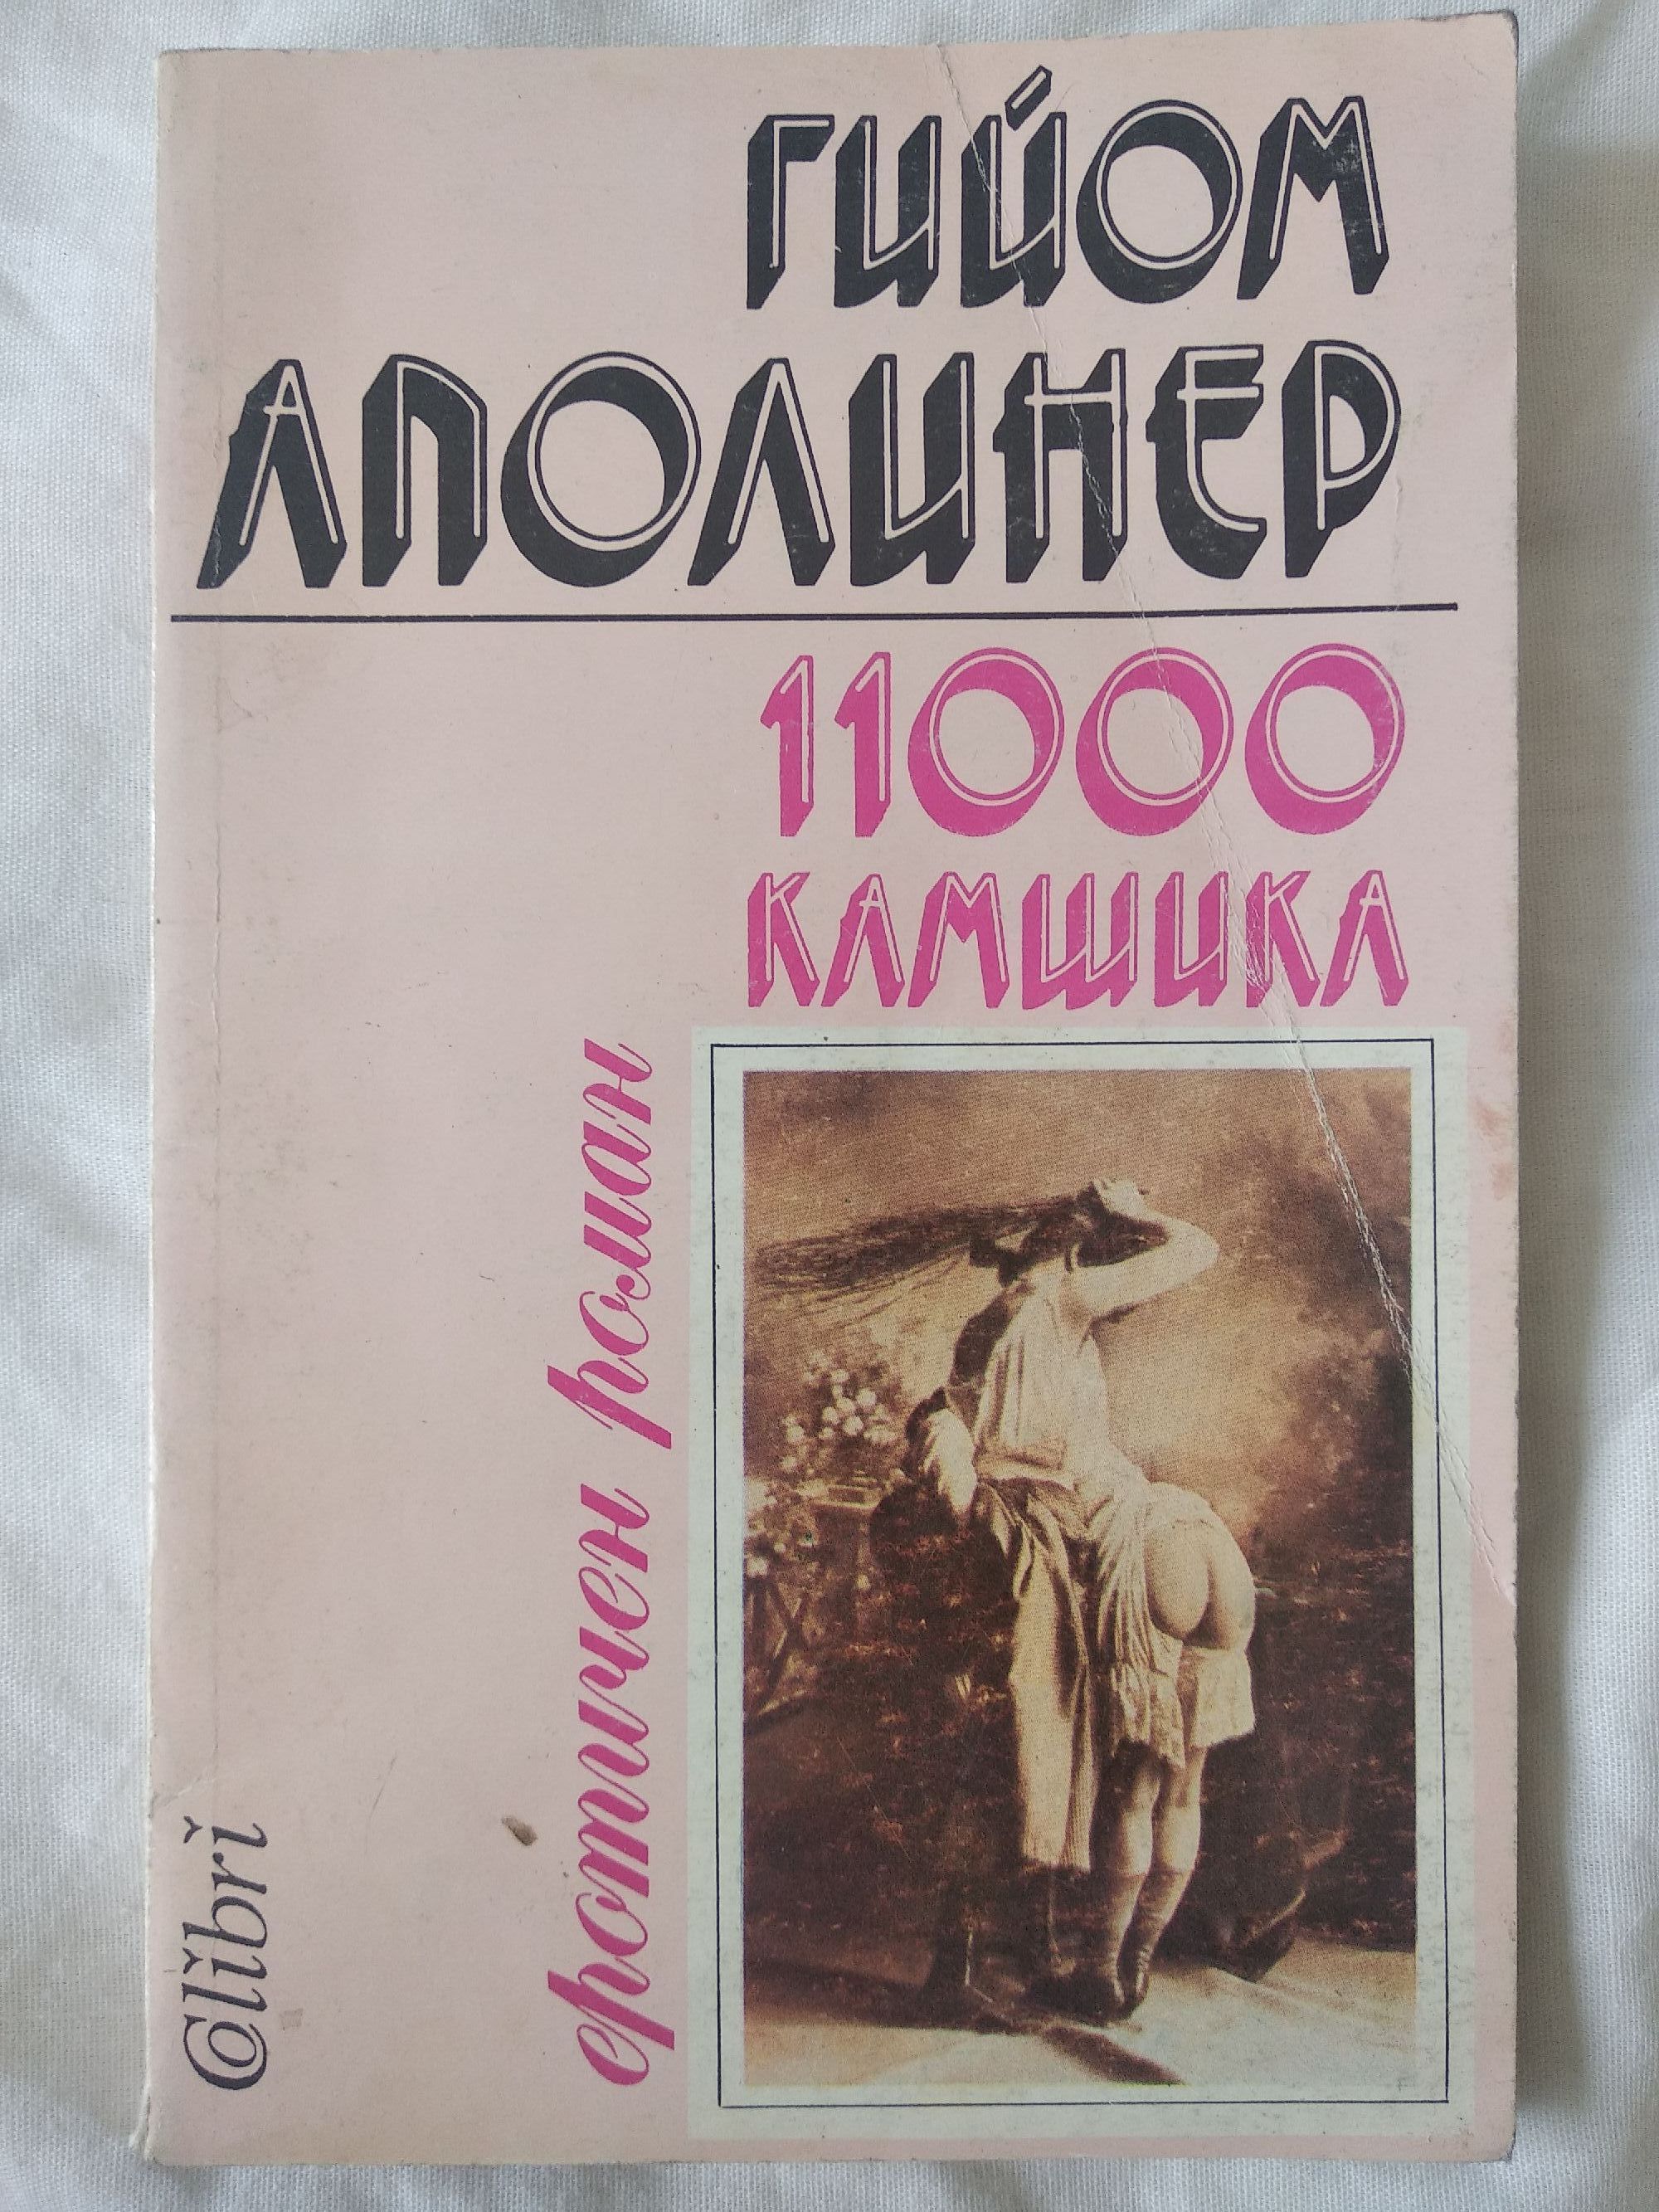 ГИЙОМ
АПОЛИНЕР
11000
КАМШИКА
еротичен роман
Colibri